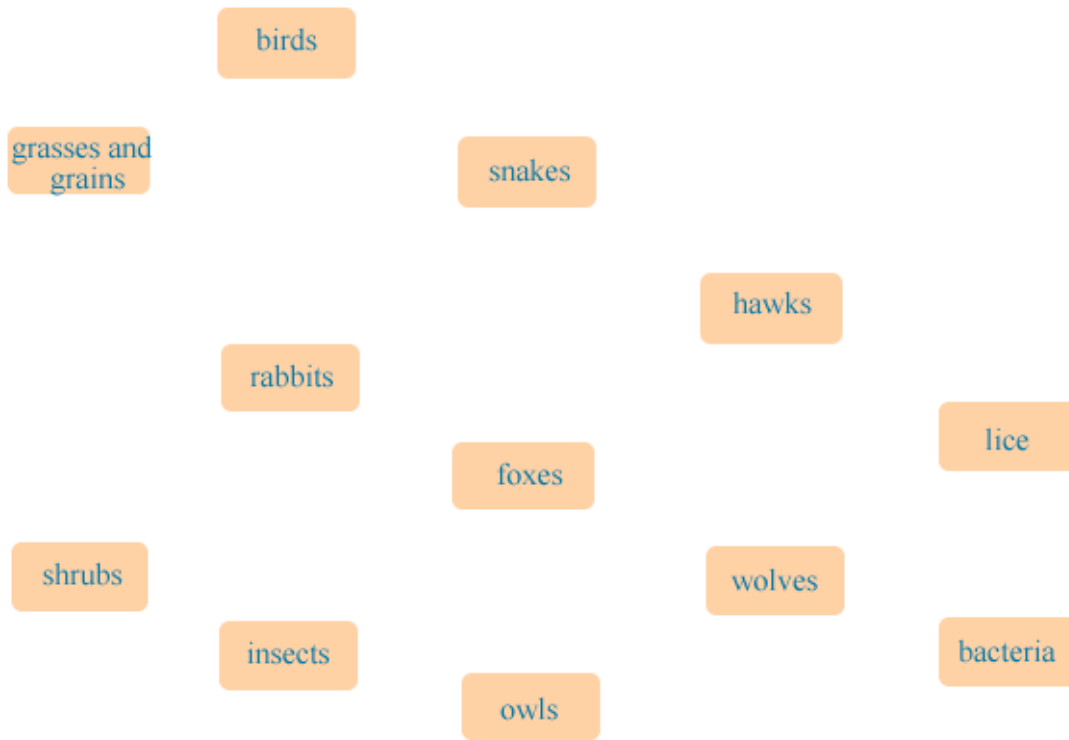 birds
grasses and
grains
snakes
hawks
rabbits
lice
foxes
shrubs
wolves
insects
bacteria
owls